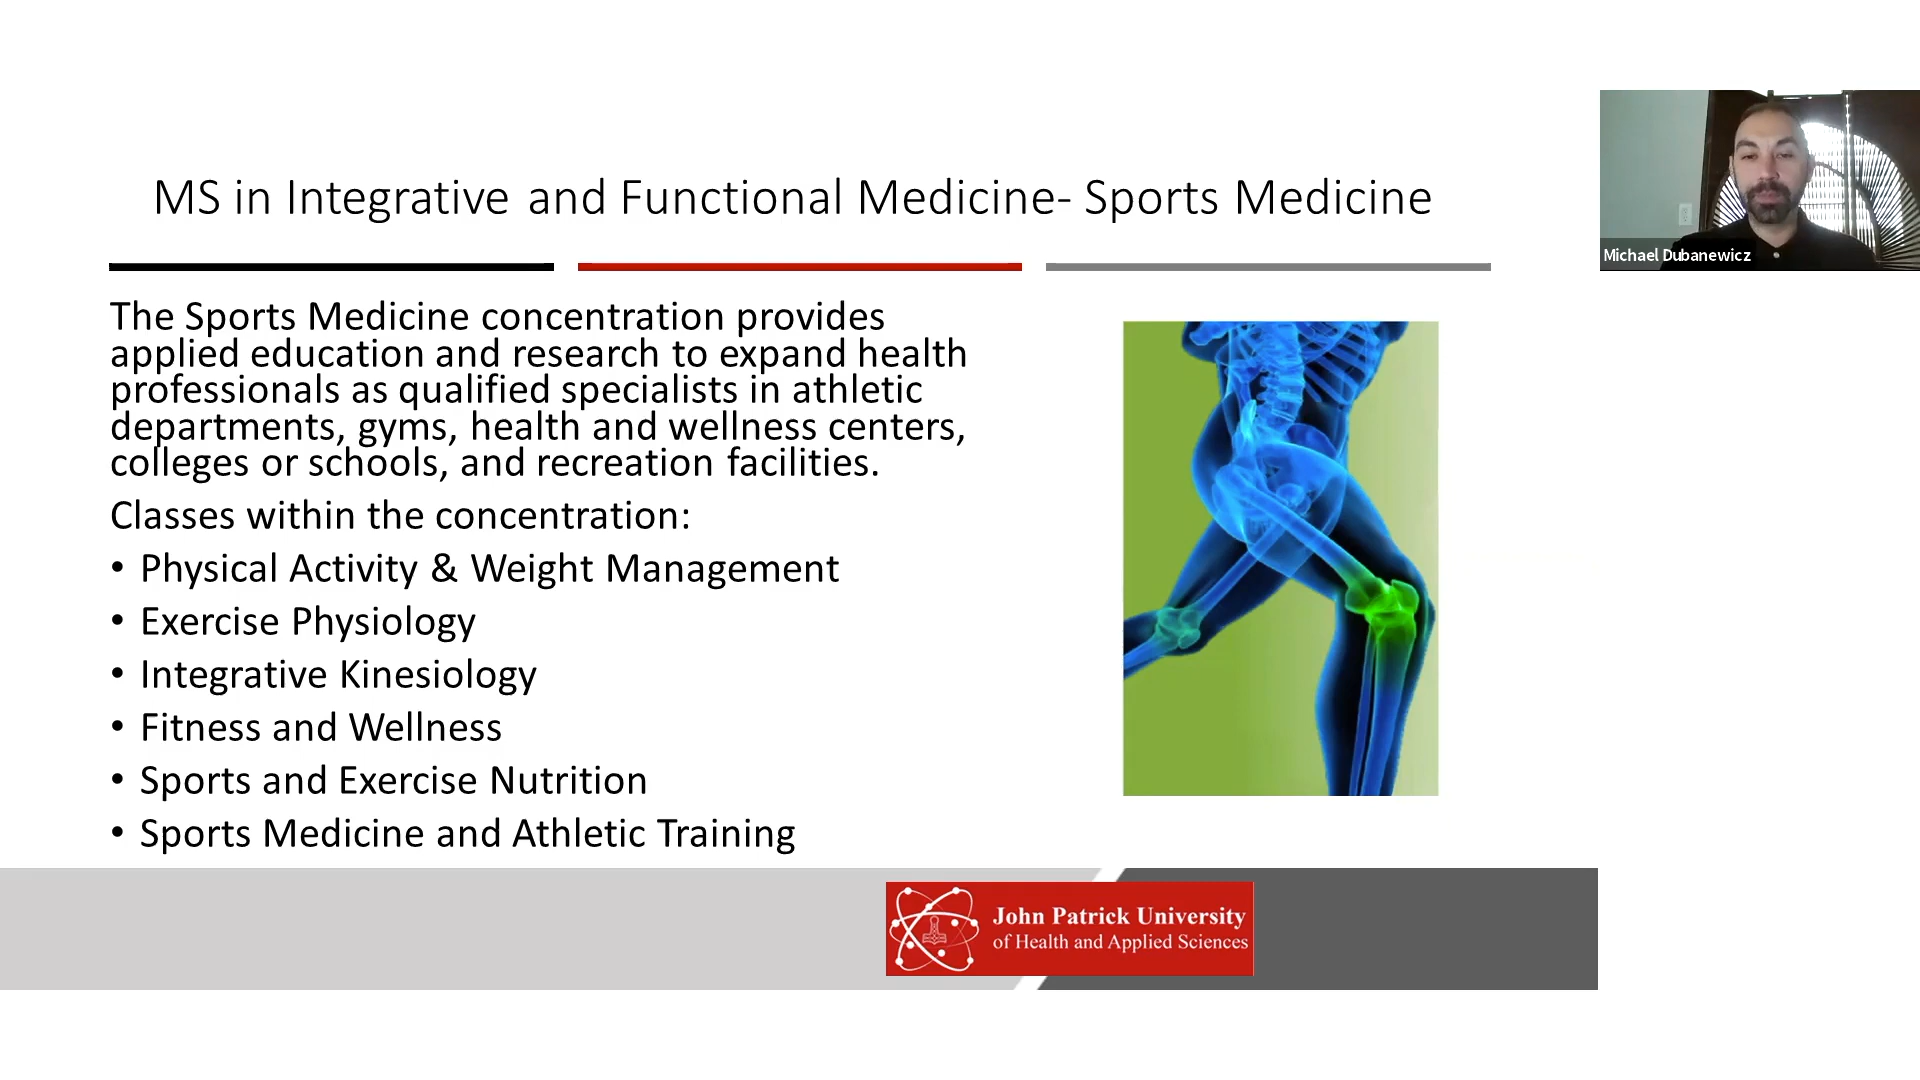 MS in Integrative and Functional Medicine- Sports Medicine
Michael Dubanewicz
The Sports Medicine concentration provides
applied education and research to expand health
professionals as qualified specialists in athletic
departments, gyms, health and wellness centers,
colleges or schools, and recreation facilities.
Classes within the concentration:
• Physical Activity & Weight Management
• Exercise Physiology
• Integrative Kinesiology
• Fitness and Wellness
• Sports and Exercise Nutrition
• Sports Medicine and Athletic Training
John Patrick University
of Health and Applied Sciences